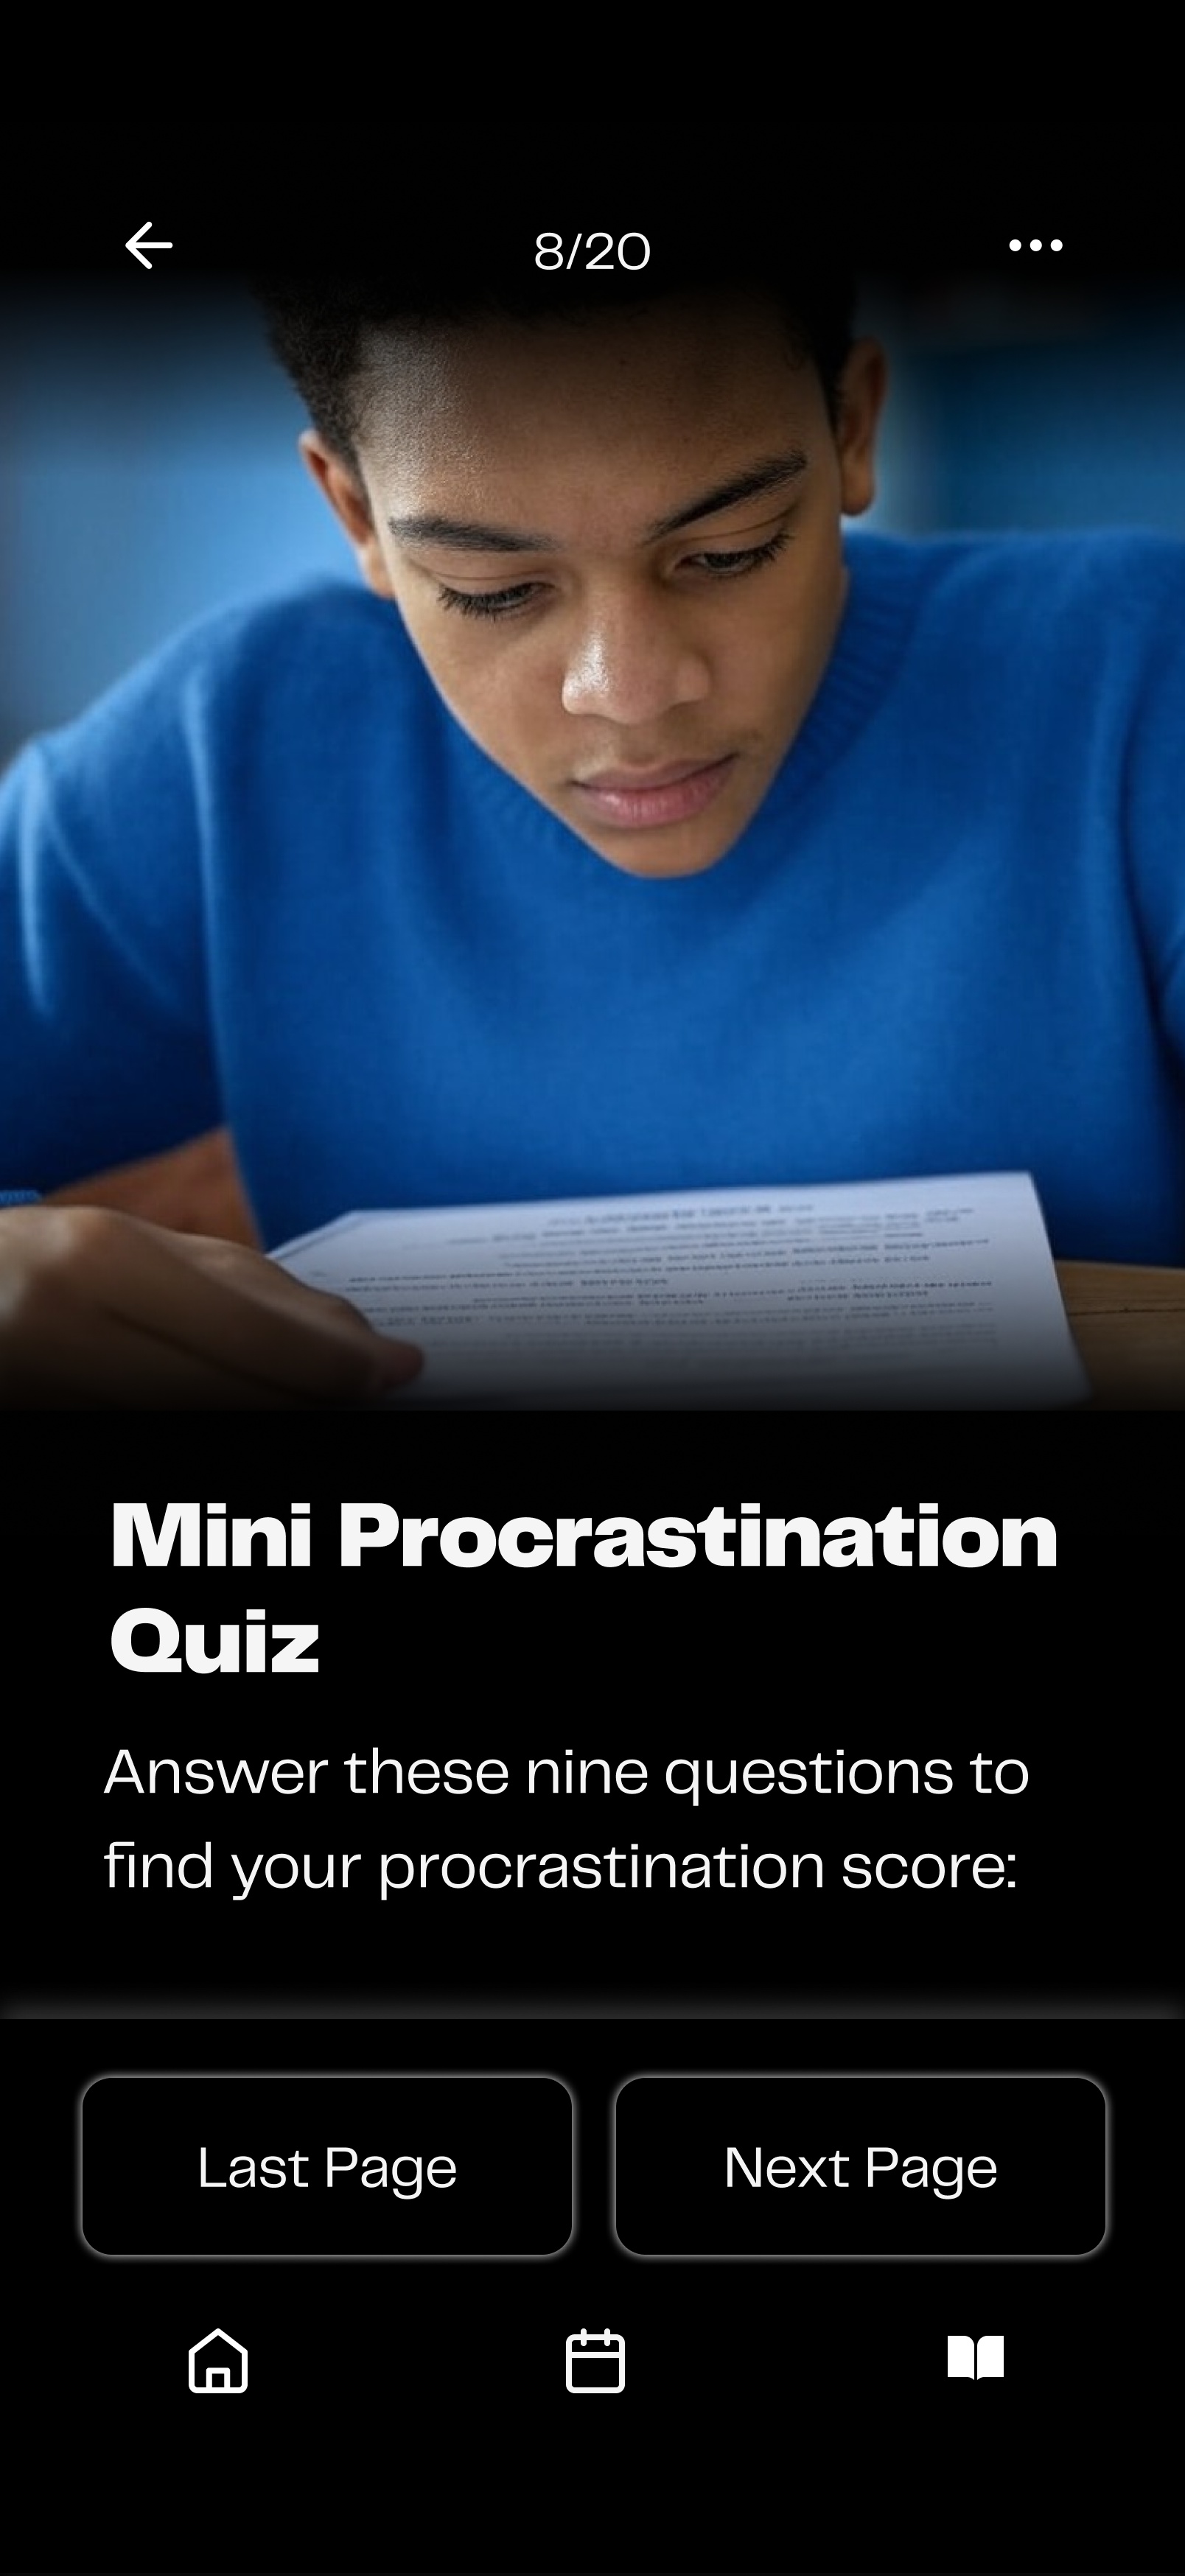 8/20
Mini Procrastination
Quiz
Answer these nine questions to
find your procrastination score:
Last Page
Next Page